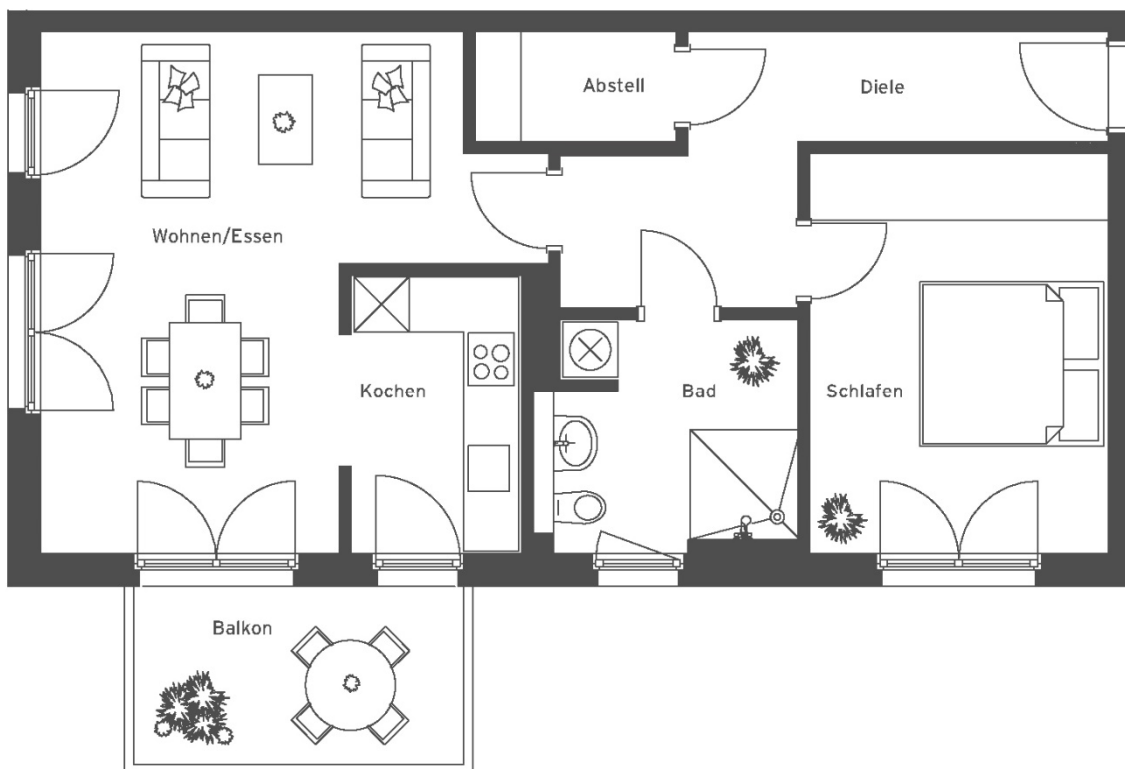 Abstell
Diele
Wohnen/Essen
Kochen
Bad
Schlafen
Balkon